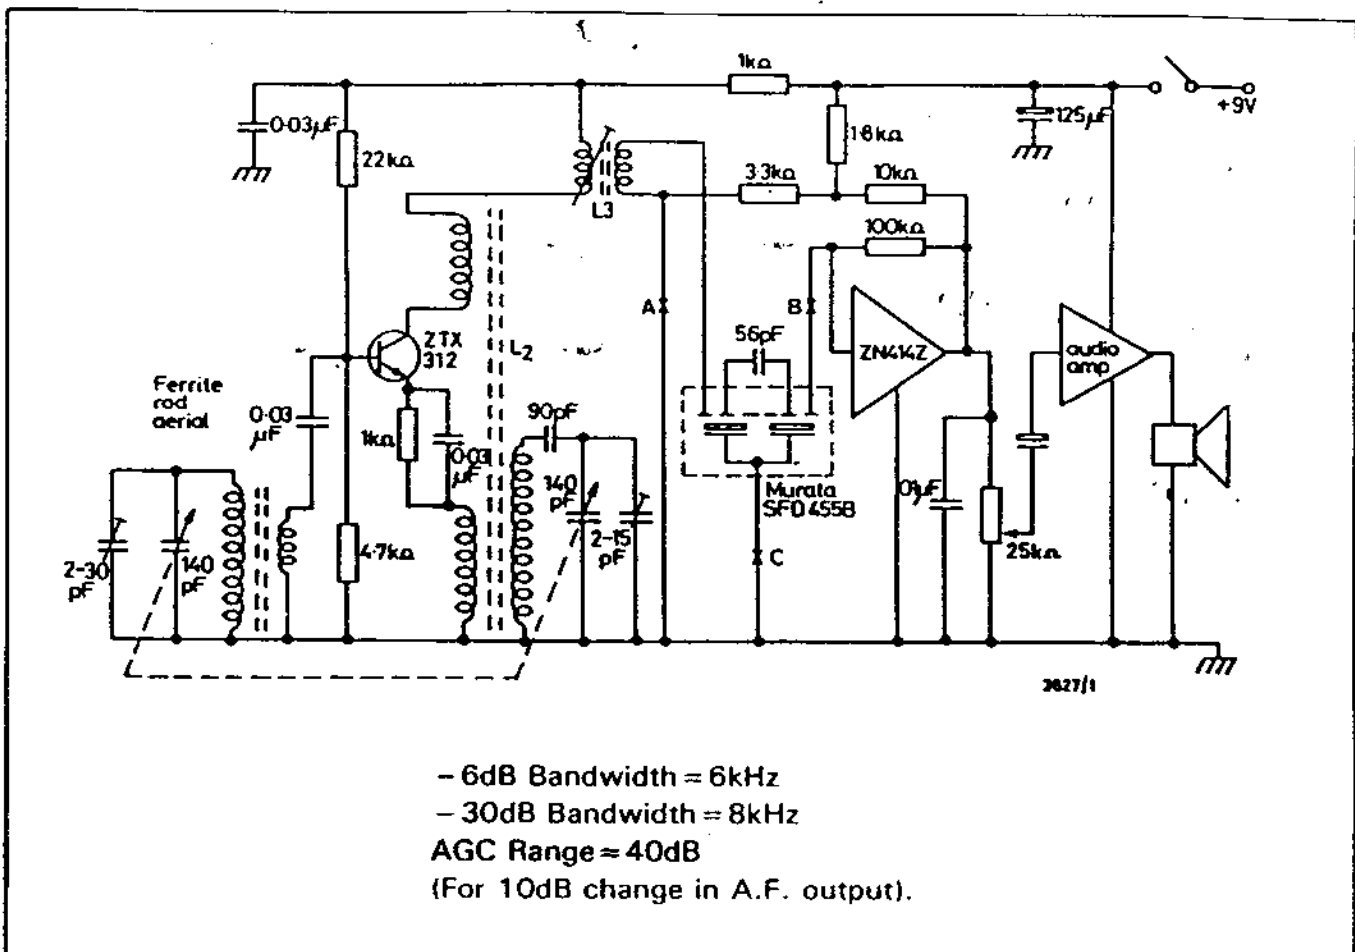 1kΩ
+9V
0.03µF
125µF
22kΩ
1.8kΩ
3.3kΩ
10kΩ
L3
100kΩ
A
B
ZTX
312
L2
56pF
ZN414Z
audio
amp
Ferrite
rod
aerial
0.03
µF
90pF
1kΩ
0.03
µF
140
pF
Murata
SFD455B
0.1µF
2-15
pF
25kΩ
C
2-30
pF
140
pF
4.7kΩ
2627/1
– 6dB Bandwidth = 6kHz
– 30dB Bandwidth = 8kHz
AGC Range ≈ 40dB
(For 10dB change in A.F. output).